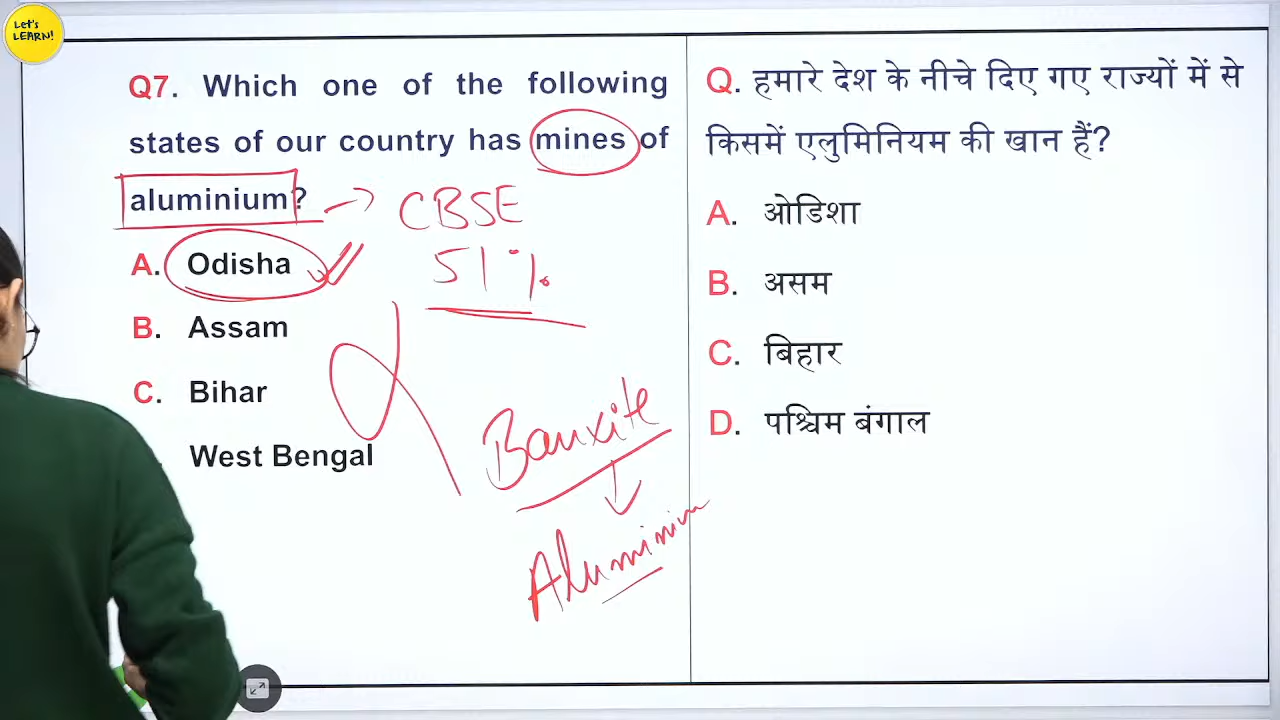 Let's
LEARN!
Q7. Which one of the following
states of our country has mines of
aluminium?
CBSE
51%
A. Odisha
B. Assam
C. Bihar
West Bengal
Bauxite
Aluminium
Q. हमारे देश के नीचे दिए गए राज्यों में से
किसमें एलुमिनियम की खान हैं?
A. ओडिशा
B. असम
C. बिहार
D. पश्चिम बंगाल